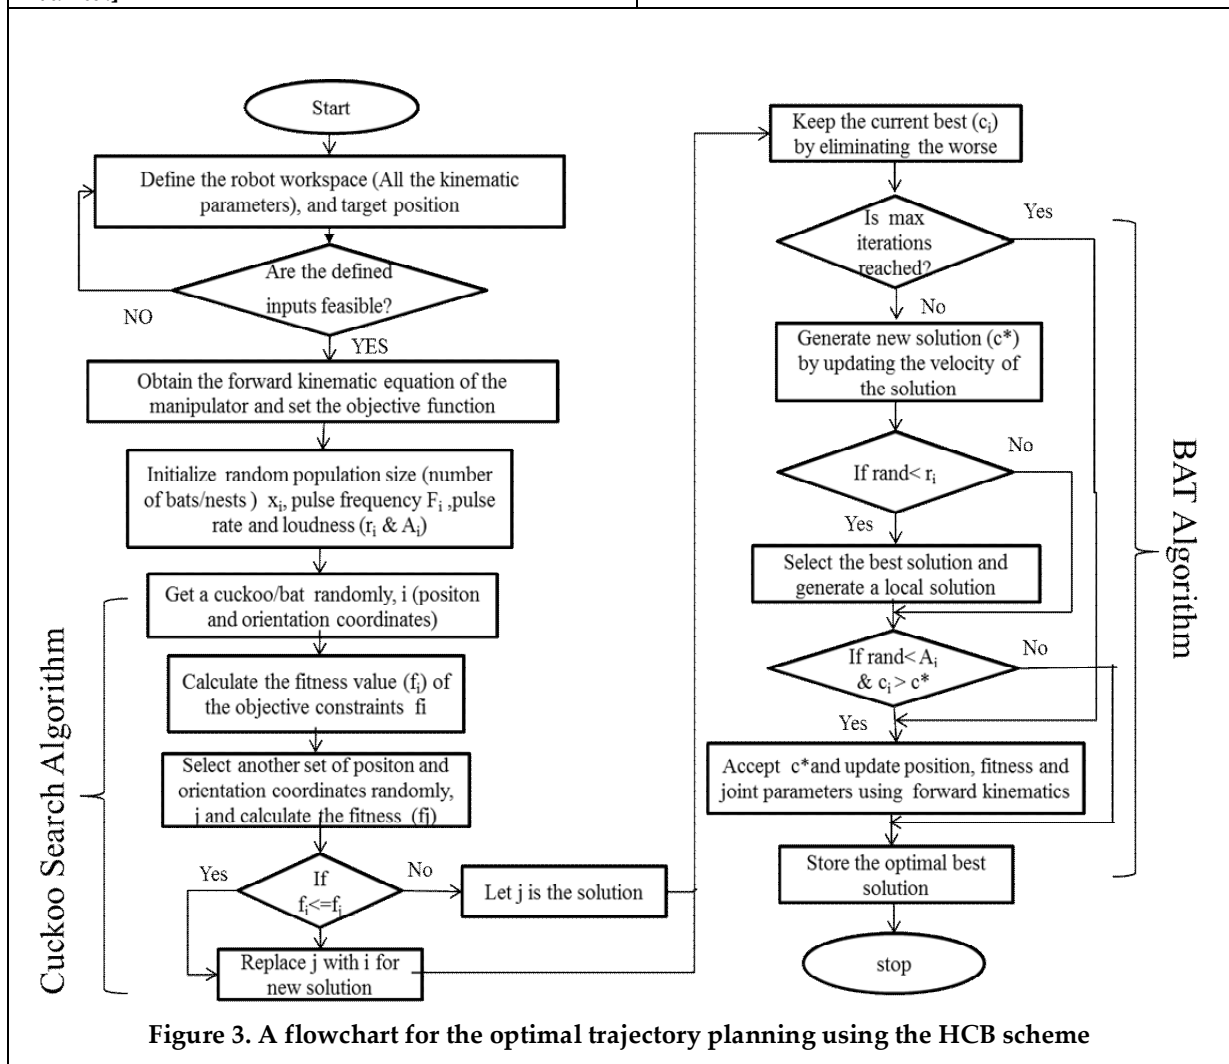 Start
Define the robot workspace (All the kinematic
parameters), and target position
Are the defined
inputs feasible?
NO
YES
Obtain the forward kinematic equation of the
manipulator and set the objective function
Initialize random population size (number
of bats/nests ) xi, pulse frequency Fi ,pulse
rate and loudness (ri & Ai)
Get a cuckoo/bat randomly, i (positon
and orientation coordinates)
Calculate the fitness value (fi) of
the objective constraints fi
Select another set of positon and
orientation coordinates randomly,
j and calculate the fitness (fj)
Yes
If
fi<=fj
No
Let j is the solution
Replace j with i for
new solution
Cuckoo Search Algorithm
Keep the current best (ci)
by eliminating the worse
Is max
iterations
reached?
Yes
No
Generate new solution (c*)
by updating the velocity of
the solution
If rand< ri
No
Yes
Select the best solution and
generate a local solution
If rand< Ai
& ci> c*
No
Yes
Accept c*and update position, fitness and
joint parameters using forward kinematics
Store the optimal best
solution
stop
BAT Algorithm
Figure 3. A flowchart for the optimal trajectory planning using the HCB scheme